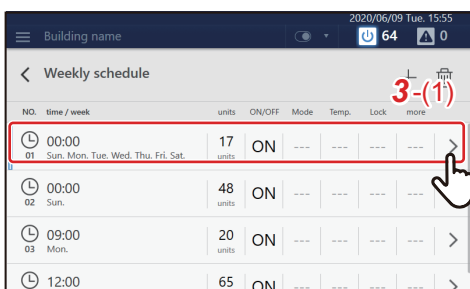 2020/06/09 Tue. 15:55
Building name 64 0
Weekly schedule
3-(1)
NO. time / week units ON/OFF Mode Temp. Lock more
00:00 17 ON --- --- --- ---
01 Sun. Mon. Tue. Wed. Thu. Fri. Sat. units
00:00 48 ON --- --- --- ---
02 Sun. units
09:00 20 ON --- --- --- ---
03 Mon. units
12:00 65 ON --- --- --- ---